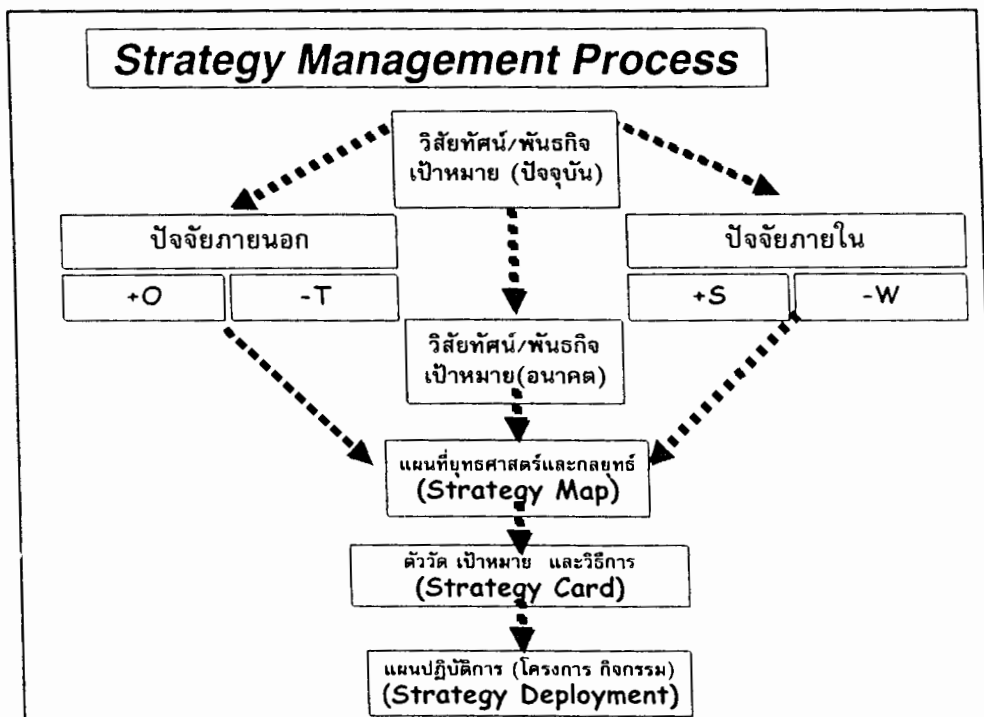 Strategy Management Process
วิสัยทัศน์/พันธกิจ
เป้าหมาย (ปัจจุบัน)
ปัจจัยภายนอก
+O
-T
ปัจจัยภายใน
+S
-W
วิสัยทัศน์/พันธกิจ
เป้าหมาย(อนาคต)
แผนที่ยุทธศาสตร์และกลยุทธ์
(Strategy Map)
ตัววัด เป้าหมาย และวิธีการ
(Strategy Card)
แผนปฏิบัติการ (โครงการ กิจกรรม)
(Strategy Deployment)